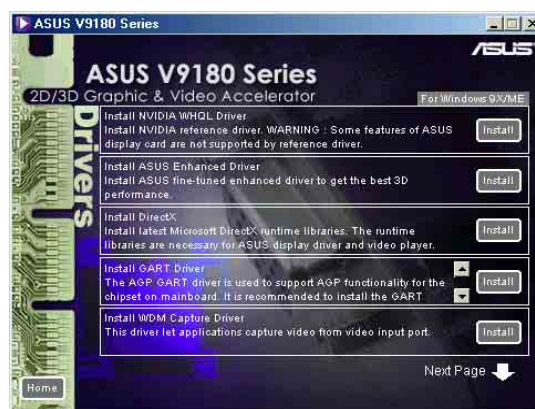 ASUS V9180 Series
ASUS
ASUS V9180 Series
2D/3D Graphic & Video Accelerator
For Windows 9X/ME
Drivers
Install NVIDIA WHQL Driver
Install NVIDIA reference driver. WARNING : Some features of ASUS
display card are not supported by reference driver.
Install
Install ASUS Enhanced Driver
Install ASUS fine-tuned enhanced driver to get the best 3D
performance.
Install
Install DirectX
Install latest Microsoft DirectX runtime libraries. The runtime
libraries are necessary for ASUS display driver and video player.
Install
Install GART Driver
The AGP GART driver is used to support AGP functionality for the
chipset on mainboard. It is recommended to install the GART
Install
Install WDM Capture Driver
This driver let applications capture video from video input port.
Install
Next Page
Home